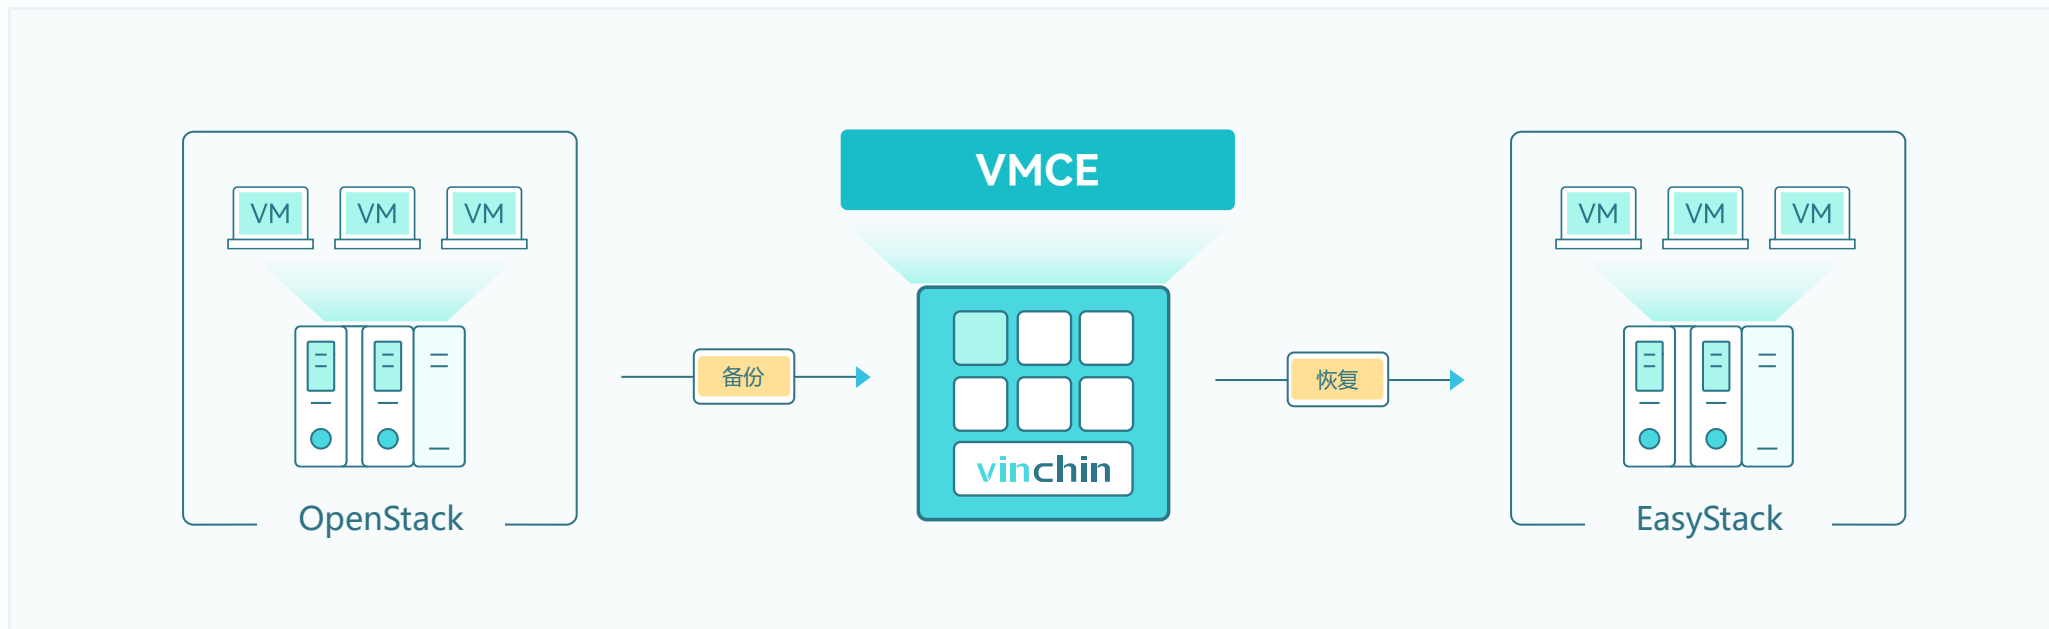 VM VM VM
OpenStack
备份
VMCE
vinchin
恢复
VM VM VM
EasyStack